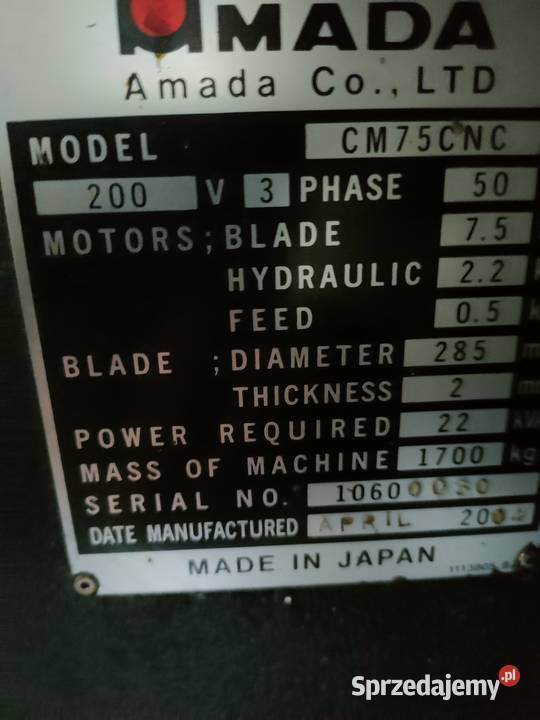 AMADA
Amada Co., LTD
MODEL CM75CNC
200 V 3 PHASE 50
MOTORS; BLADE 7.5
HYDRAULIC 2.2
FEED 0.5
BLADE ; DIAMETER 285
THICKNESS 2
POWER REQUIRED 22 kVA
MASS OF MACHINE 1700 kg
SERIAL NO.
DATE MANUFACTURED APRIL
MADE IN JAPAN
Sprzedajemy.pl